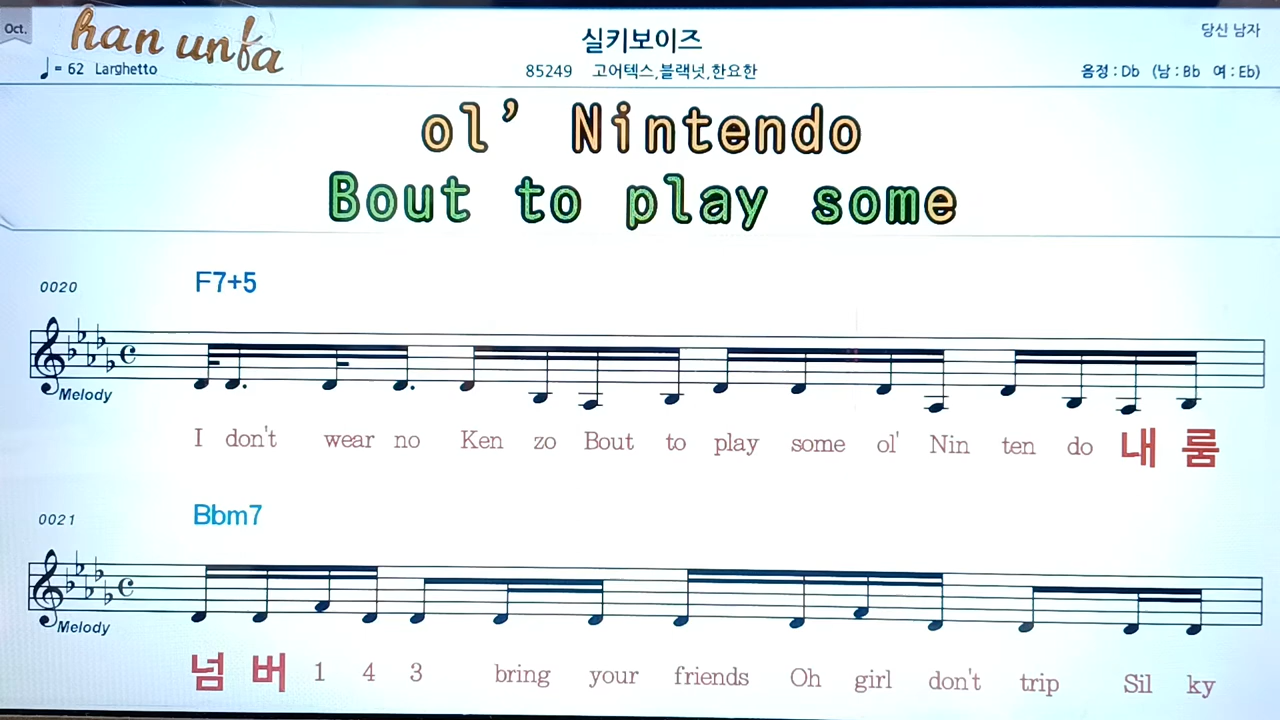 Oct.
han unfa
♩= 62 Larghetto
실키보이즈
85249 고어텍스,블랙넛,한요한
당신 남자
음정 : Db (남 : Bb 여 : Eb)
ol’ Nintendo
Bout to play some
0020
F7+5
Melody
I don't wear no Ken zo Bout to play some ol' Nin ten do 내 룸
0021
Bbm7
Melody
넘 버 1 4 3 bring your friends Oh girl don't trip Sil ky